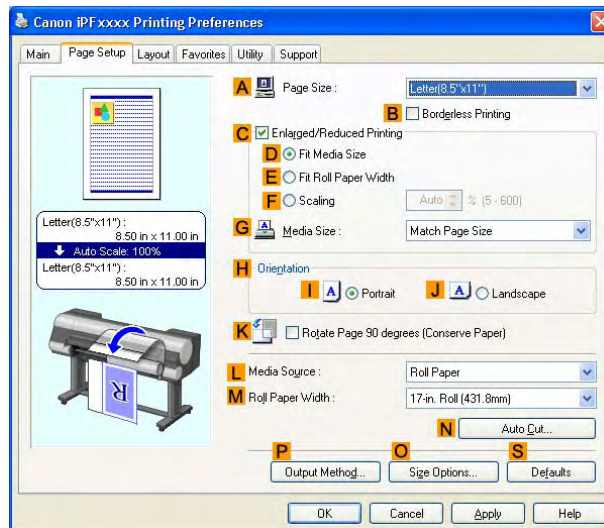 Canon iPFxxxx Printing Preferences
Main Page Setup Layout Favorites Utility Support
A Page Size : Letter(8.5"x11")
B Borderless Printing
C Enlarged/Reduced Printing
D Fit Media Size
E Fit Roll Paper Width
F Scaling Auto % (5 - 600)
G Media Size : Match Page Size
Letter(8.5"x11") :
8.50 in x 11.00 in
Auto Scale: 100%
Letter(8.5"x11") :
8.50 in x 11.00 in
H Orientation
I A Portrait J A Landscape
K Rotate Page 90 degrees (Conserve Paper)
R
L Media Source : Roll Paper
M Roll Paper Width : 17-in. Roll (431.8mm)
N Auto Cut...
P O S
Output Method... Size Options... Defaults
OK Cancel Apply Help